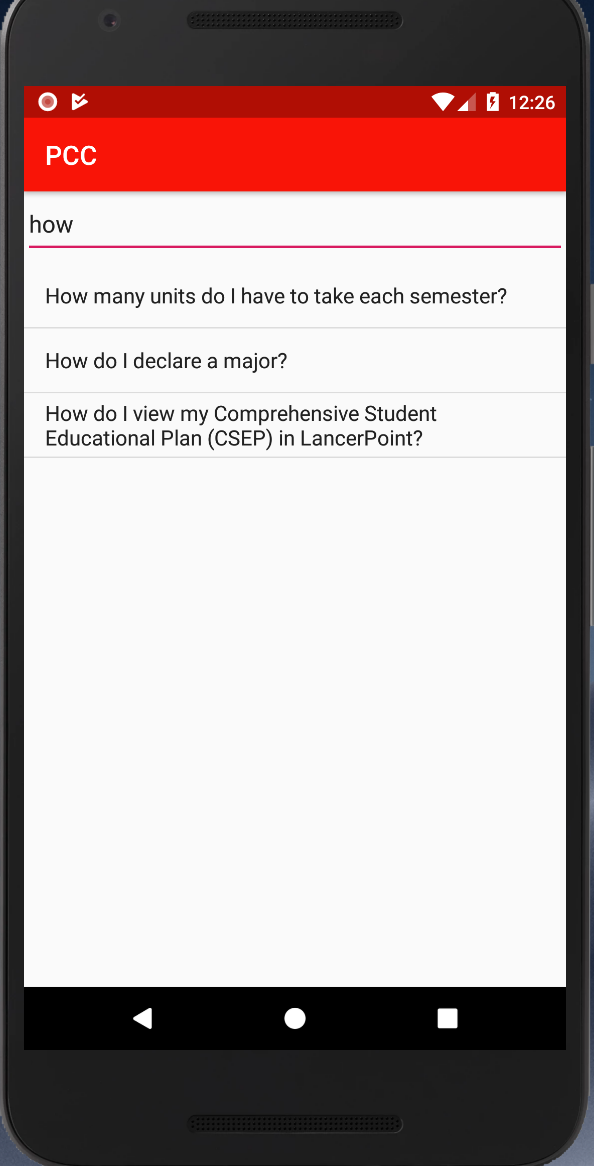 12:26
PCC
how
How many units do I have to take each semester?
How do I declare a major?
How do I view my Comprehensive Student
Educational Plan (CSEP) in LancerPoint?